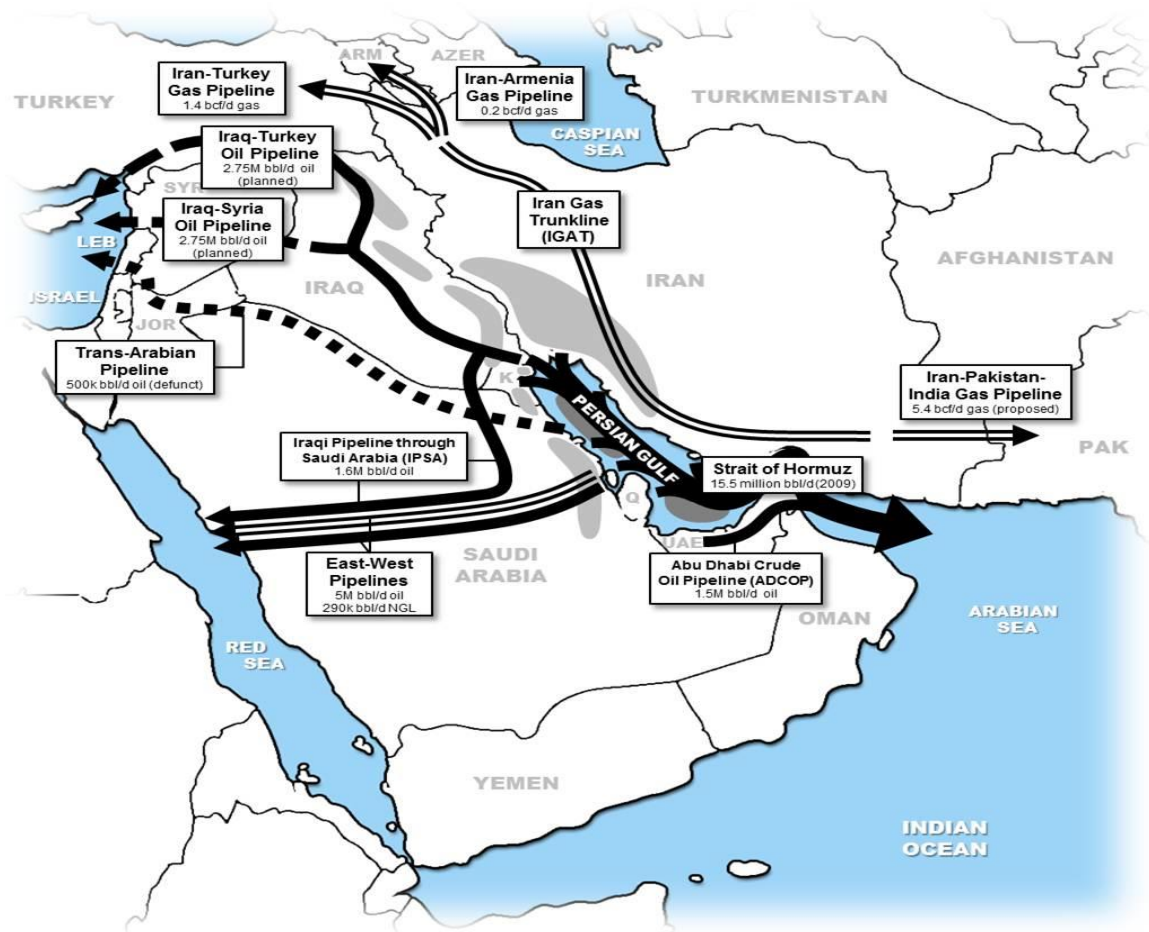 ARM
AZER
Iran-Turkey
Gas Pipeline
1.4 bcf/d gas
Iran-Armenia
Gas Pipeline
0.2 bcf/d gas
TURKEY
TURKMENISTAN
CASPIAN
SEA
Iraq-Turkey
Oil Pipeline
2.75M bbl/d oil
(planned)
SYR
Iraq-Syria
Oil Pipeline
2.75M bbl/d oil
(planned)
Iran Gas
Trunkline
(IGAT)
LEB
AFGHANISTAN
IRAQ
IRAN
ISRAEL
JOR
Trans-Arabian
Pipeline
500k bbl/d oil (defunct)
K
Iran-Pakistan-
India Gas Pipeline
5.4 bcf/d gas (proposed)
PERSIAN GULF
PAK
Iraqi Pipeline through
Saudi Arabia (IPSA)
1.6M bbl/d oil
Strait of Hormuz
15.5 million bbl/d (2009)
Q
UAE
East-West
Pipelines
5M bbl/d oil
290k bbl/d NGL
SAUDI
ARABIA
Abu Dhabi Crude
Oil Pipeline (ADCOP)
1.5M bbl/d oil
OMAN
ARABIAN
SEA
RED
SEA
YEMEN
INDIAN
OCEAN